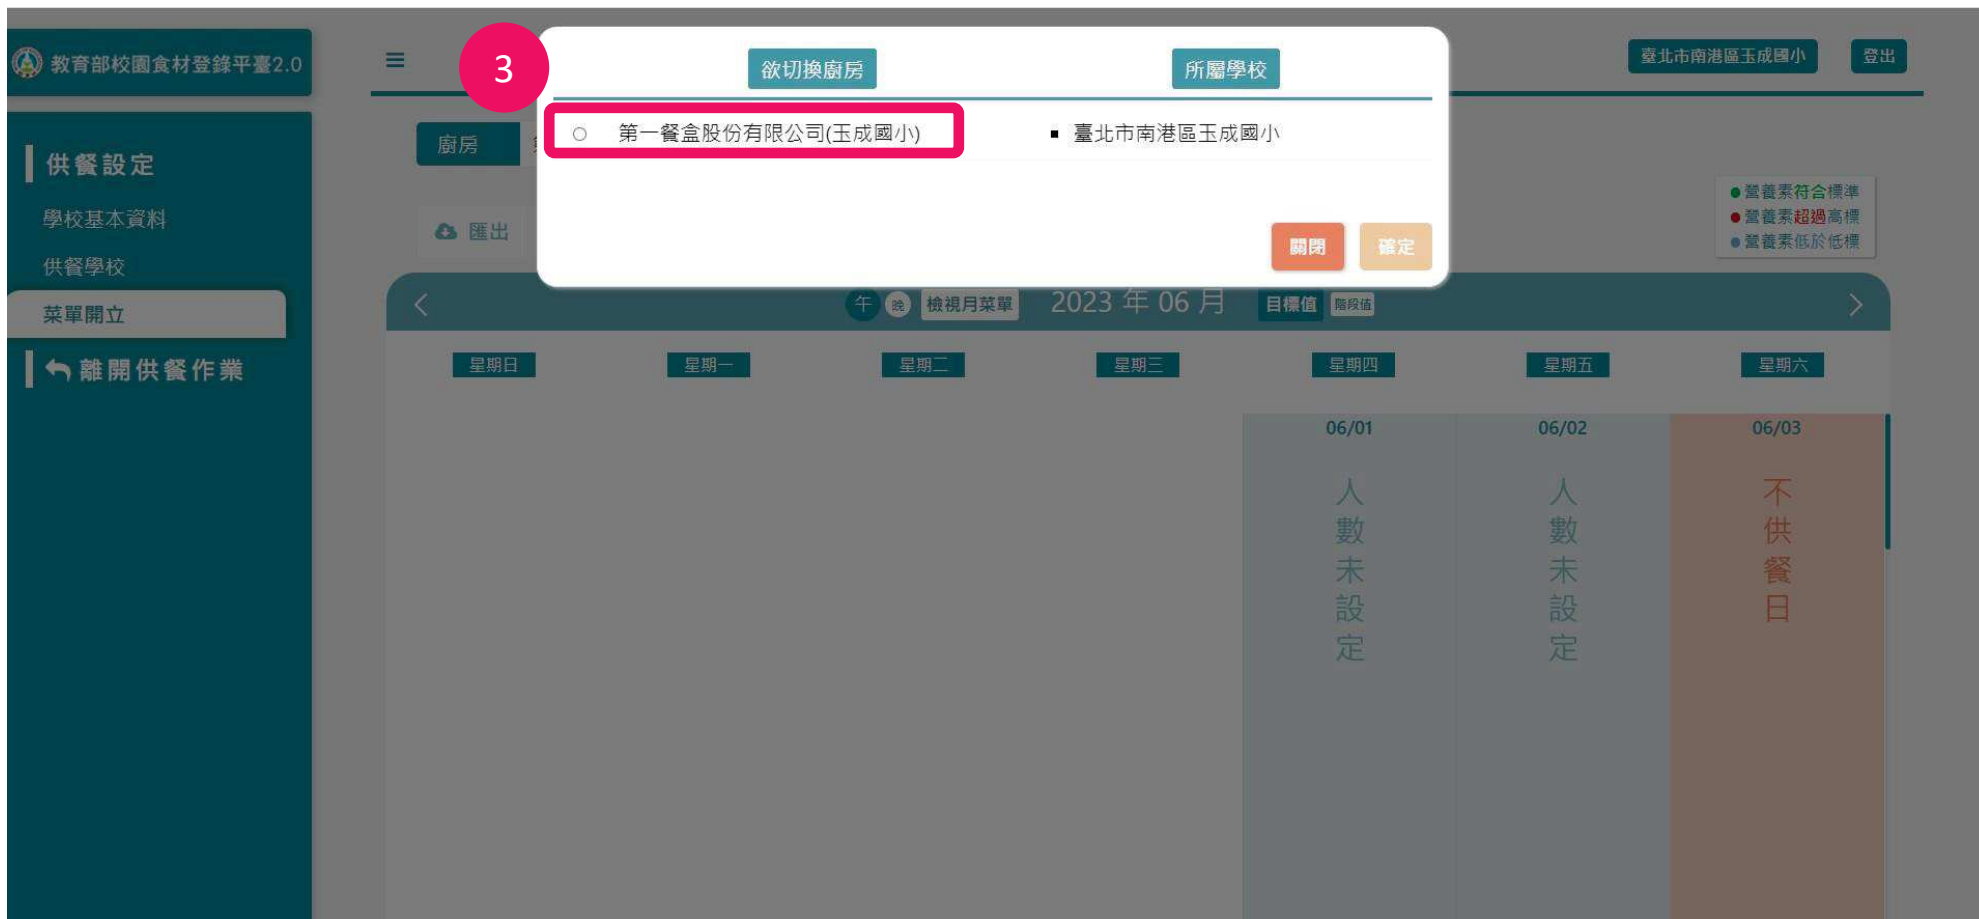 教育部校園食材登錄平臺2.0
供餐設定
學校基本資料
供餐學校
菜單開立
離開供餐作業
3
欲切換廚房
所屬學校
第一餐盒股份有限公司(玉成國小)
臺北市南港區玉成國小
關閉
確定
臺北市南港區玉成國小
登出
廚房
匯出
營養素符合標準
營養素超過高標
營養素低於低標
午
晚
檢視月菜單
2023 年 06 月
目標值
階段值
星期日
星期一
星期二
星期三
星期四
星期五
星期六
06/01
06/02
06/03
人數未設定
人數未設定
不供餐日